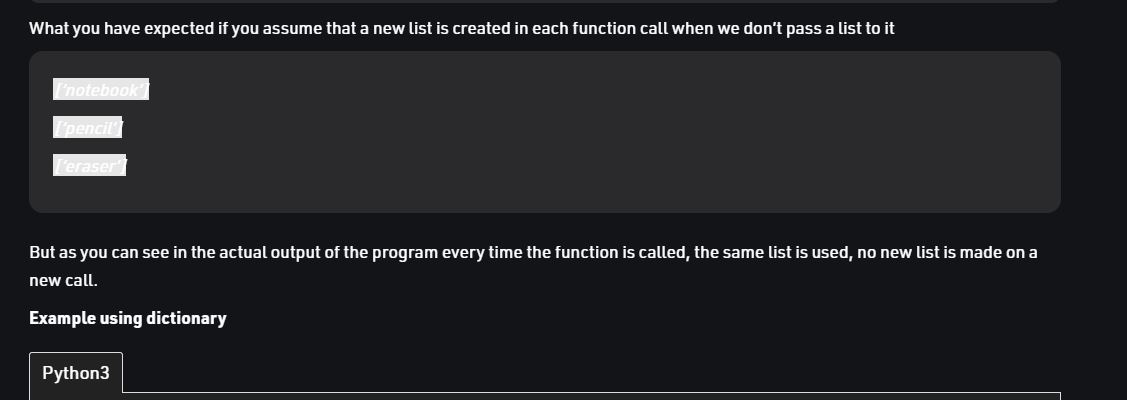 What you have expected if you assume that a new list is created in each function call when we don't pass a list to it
['notebook']
['pencil']
['eraser']
But as you can see in the actual output of the program every time the function is called, the same list is used, no new list is made on a
new call.
Example using dictionary
Python3